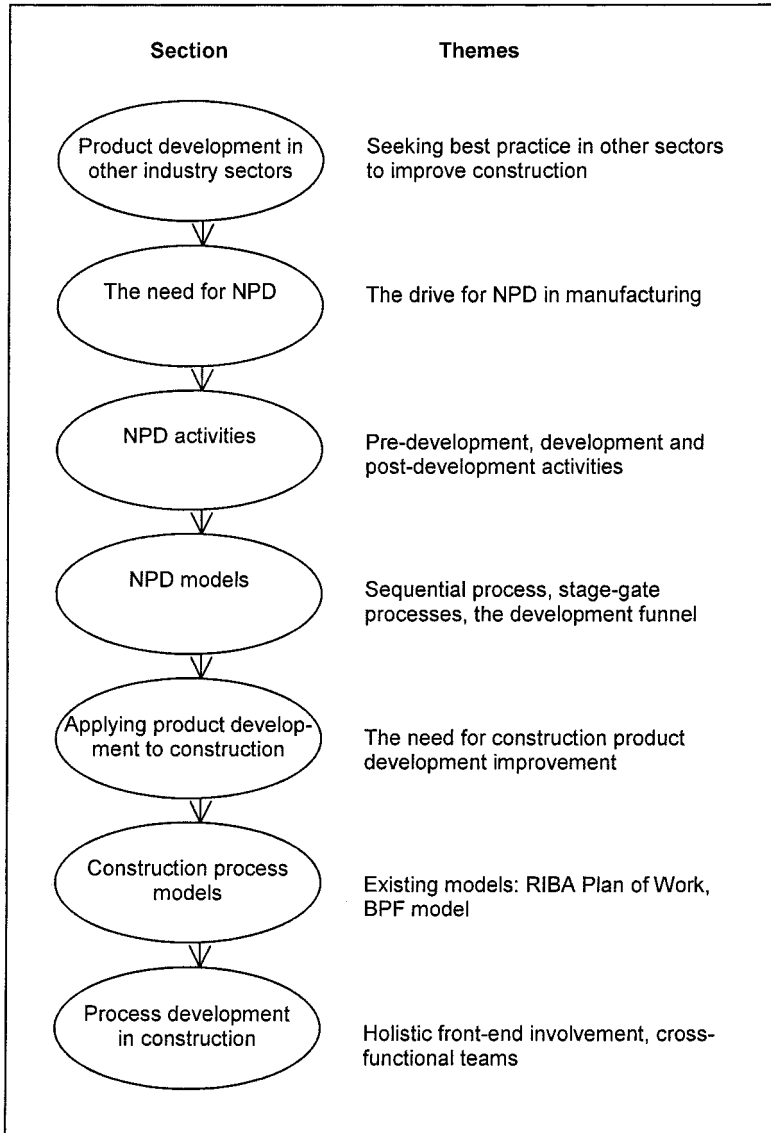 Section Themes
Product development in
other industry sectors
Seeking best practice in other sectors
to improve construction
The need for NPD
The drive for NPD in manufacturing
NPD activities
Pre-development, development and
post-development activities
NPD models
Sequential process, stage-gate
processes, the development funnel
Applying product develop-
ment to construction
The need for construction product
development improvement
Construction process
models
Existing models: RIBA Plan of Work,
BPF model
Process development
in construction
Holistic front-end involvement, cross-
functional teams